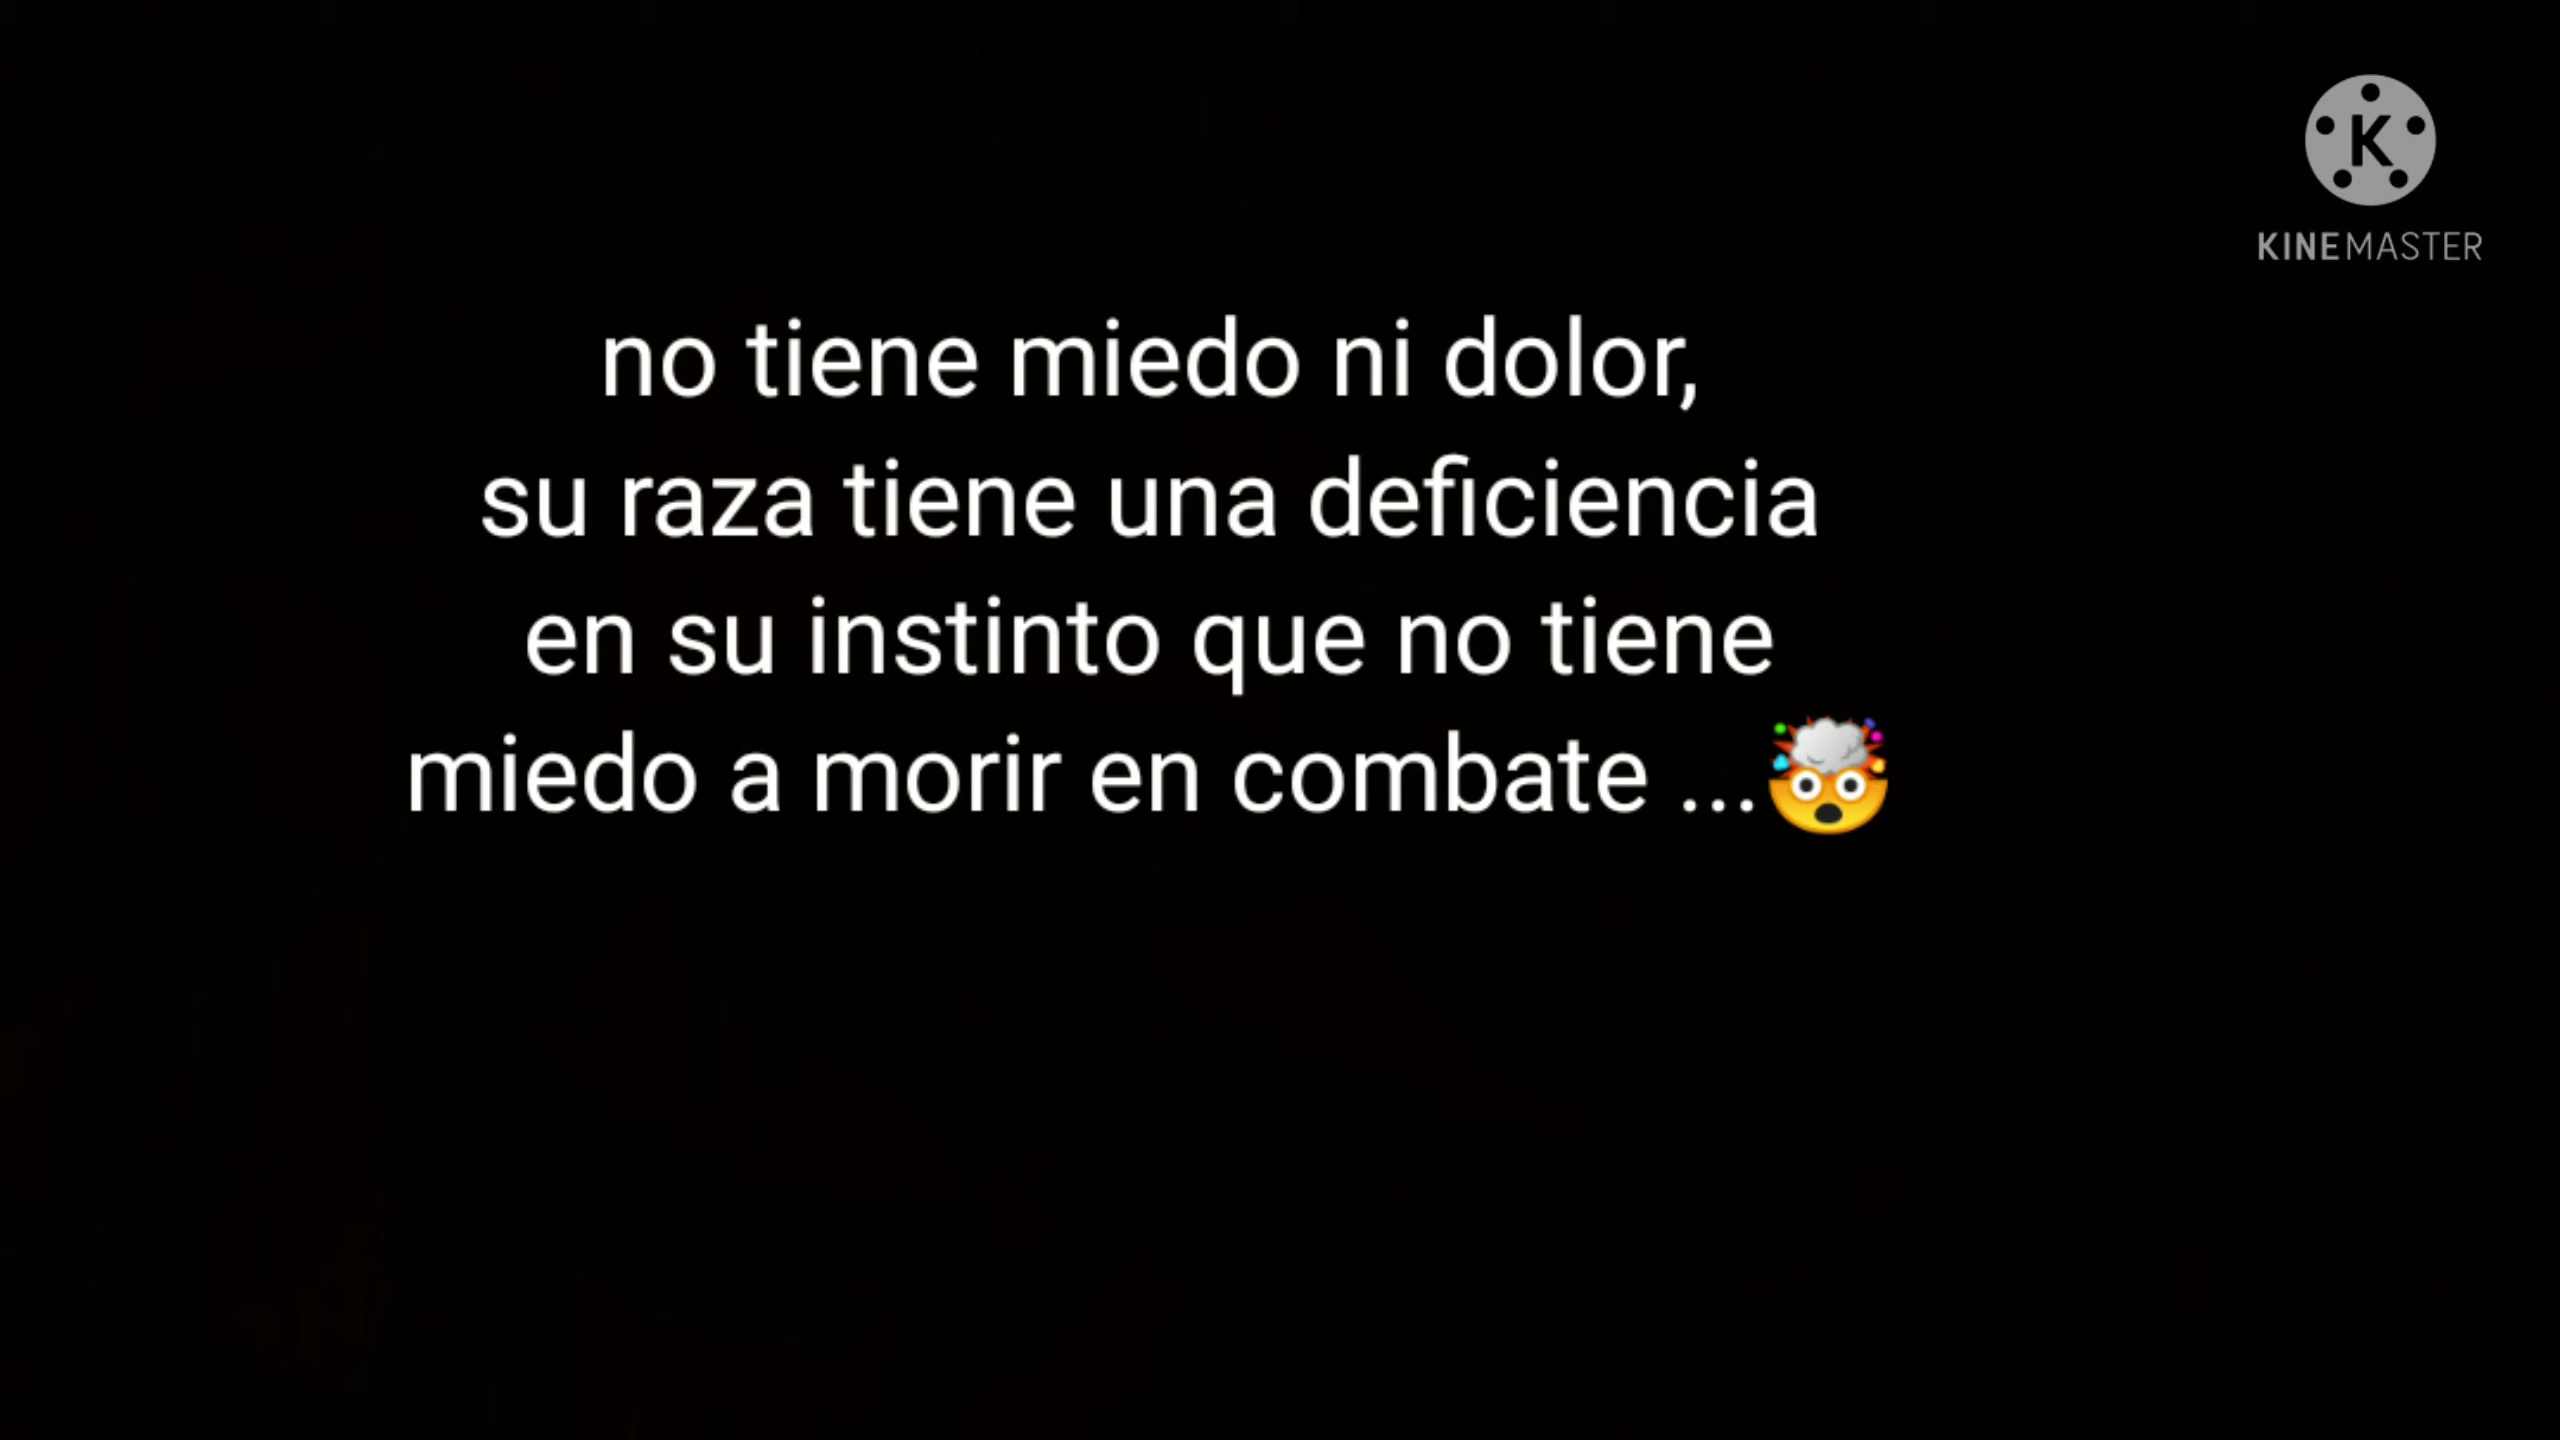 K
KINEMASTER
no tiene miedo ni dolor,
su raza tiene una deficiencia
en su instinto que no tiene
miedo a morir en combate ...🤯